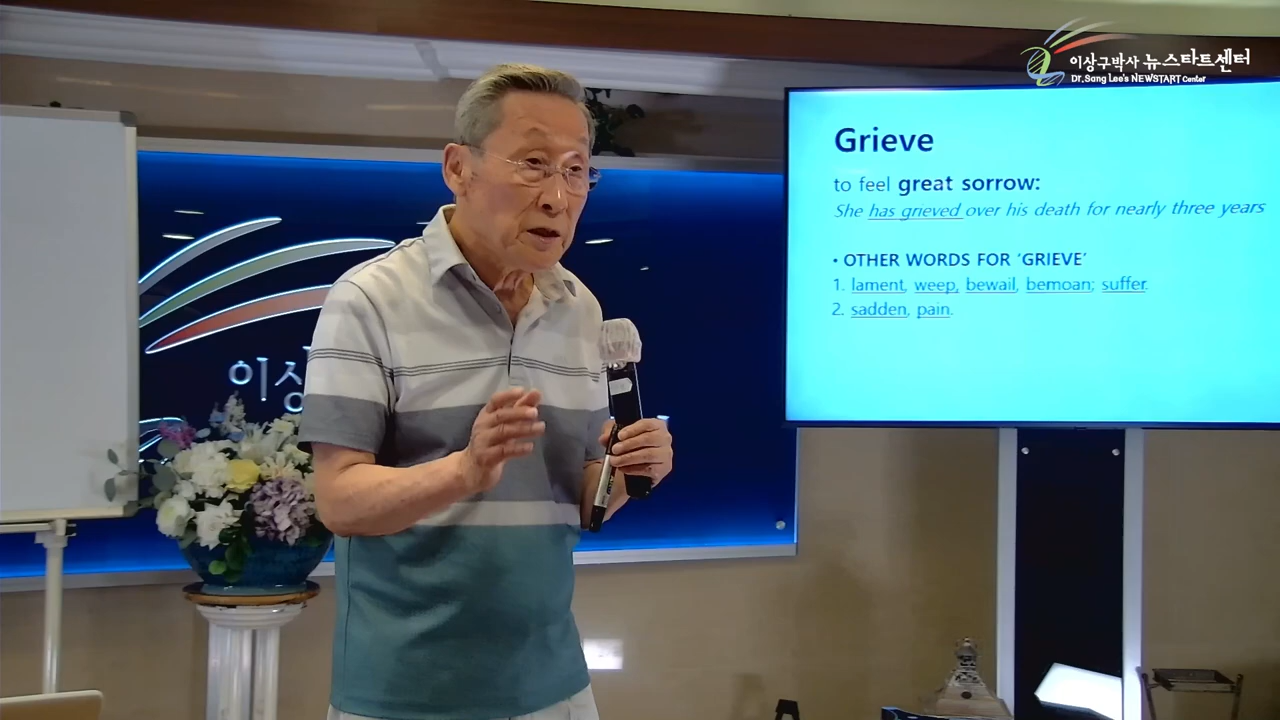 이상구박사 뉴스타트센터
Dr. Sang Lee's NEWSTART Center
Grieve
to feel great sorrow:
She has grieved over his death for nearly three years
• OTHER WORDS FOR ‘GRIEVE’
1. lament, weep, bewail, bemoan; suffer.
2. sadden, pain.
이상